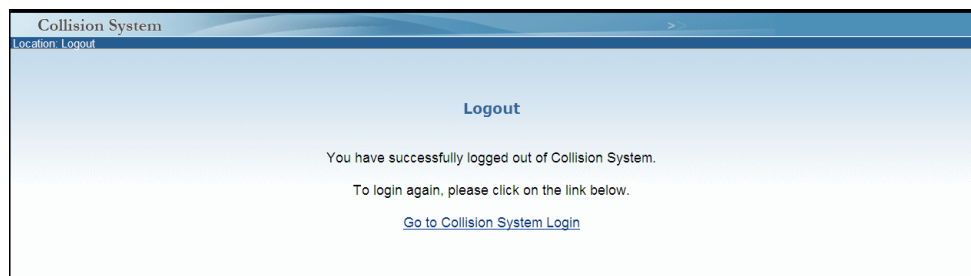 Collision System
>>
Location: Logout
Logout
You have successfully logged out of Collision System.
To login again, please click on the link below.
Go to Collision System Login